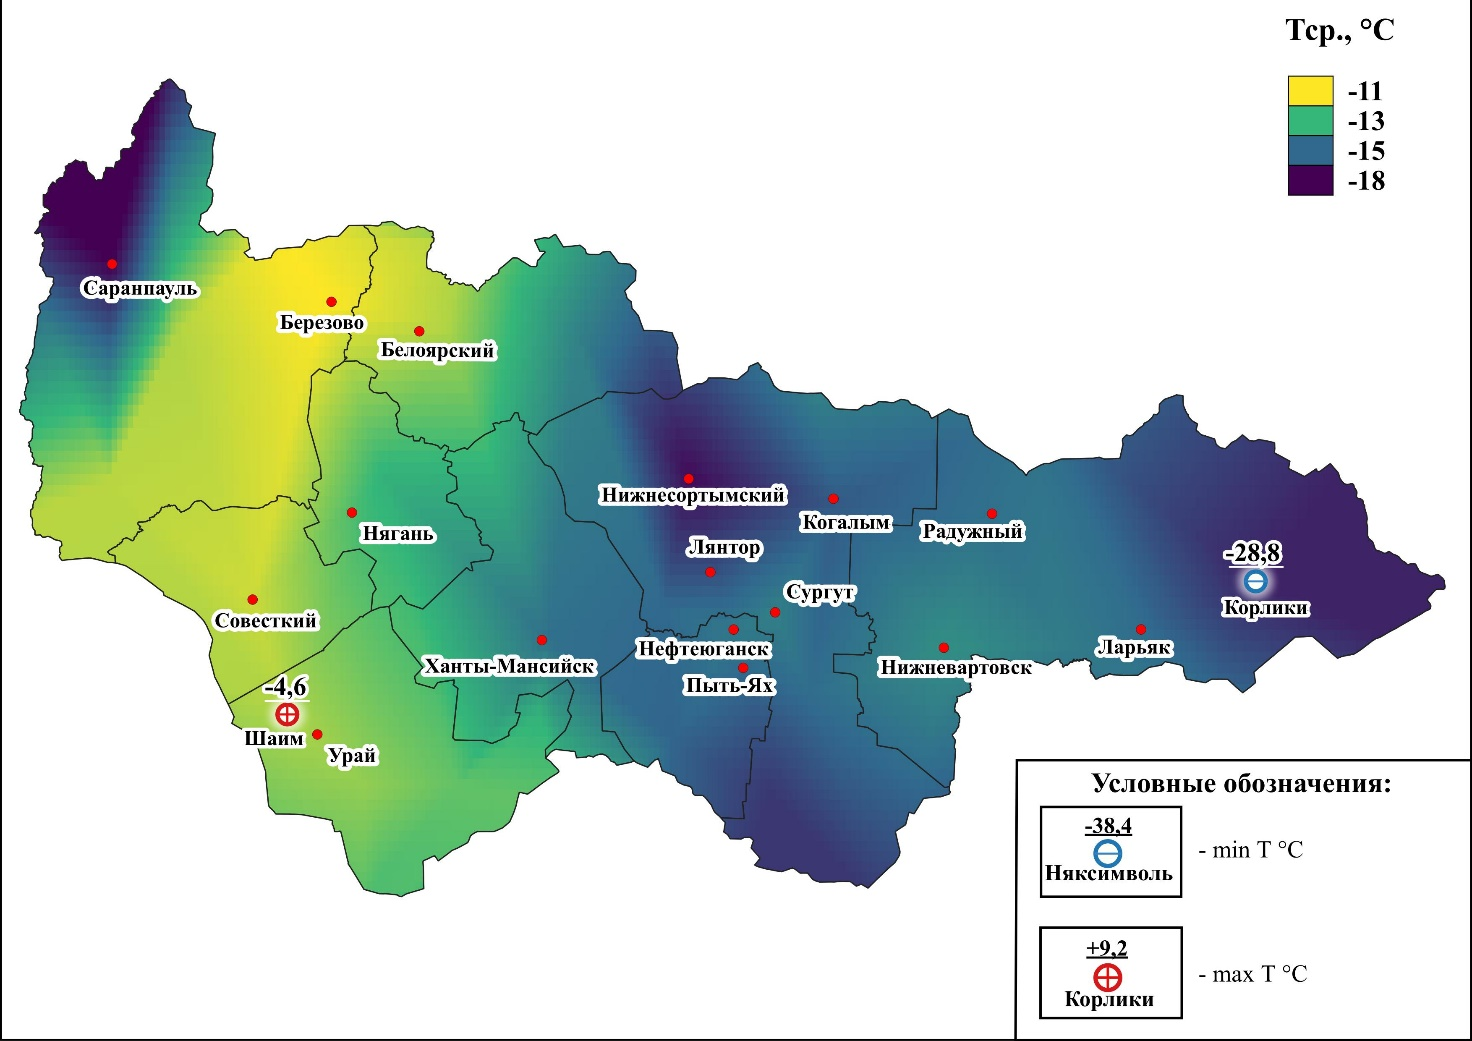 Тср., °C
-11
-13
-15
-18
Саранпауль
Березово
Белоярский
Нижнесортымский
Когалым
Радужный
Нягань
Лянтор
-28,8
Корлики
Сургут
Совесткий
Нефтеюганск
Ларьяк
Ханты-Мансийск
Нижневартовск
Пыть-Ях
-4,6
Шаим
Урай
Условные обозначения:
-38,4
Няксимволь
- min T °C
+9,2
Корлики
- max T °C